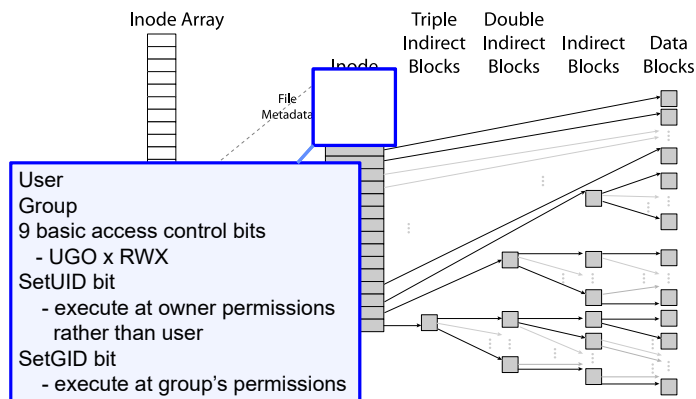 Inode Array
Triple
Indirect
Blocks
Double
Indirect
Blocks
Indirect
Blocks
Data
Blocks
Inode
File
Metadata
User
Group
9 basic access control bits
- UGO x RWX
SetUID bit
- execute at owner permissions
rather than user
SetGID bit
- execute at group’s permissions